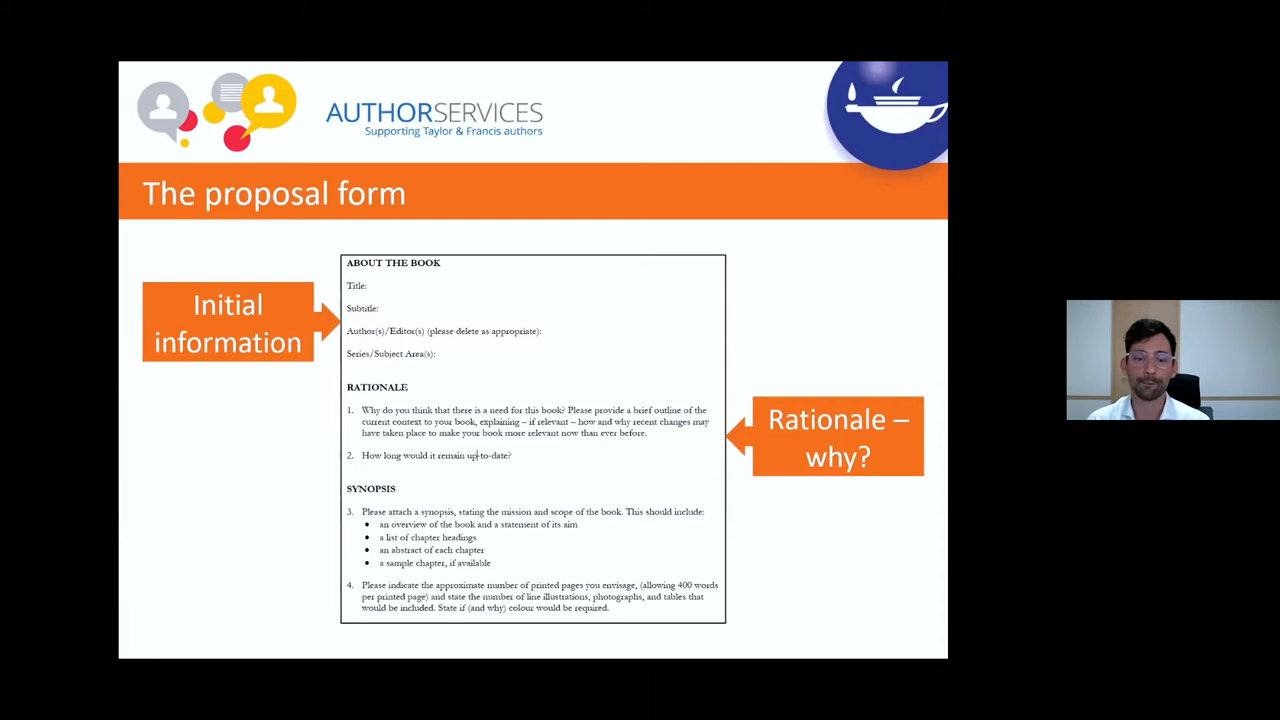 AUTHORSERVICES
Supporting Taylor & Francis authors
The proposal form
Initial
information
ABOUT THE BOOK
Title:
Subtitle:
Author(s)/Editor(s) (please delete as appropriate):
Series/Subject Area(s):
RATIONALE
1. Why do you think that there is a need for this book? Please provide a brief outline of the
current context to your book, explaining – if relevant – how and why recent changes may
have taken place to make your book more relevant now than ever before.
2. How long would it remain up-to-date?
Rationale –
why?
SYNOPSIS
3. Please attach a synopsis, stating the mission and scope of the book. This should include:
• an overview of the book and a statement of its aim
• a list of chapter headings
• an abstract of each chapter
• a sample chapter, if available
4. Please indicate the approximate number of printed pages you envisage, (allowing 400 words
per printed page) and state the number of line illustrations, photographs, and tables that
would be included. State if (and why) colour would be required.